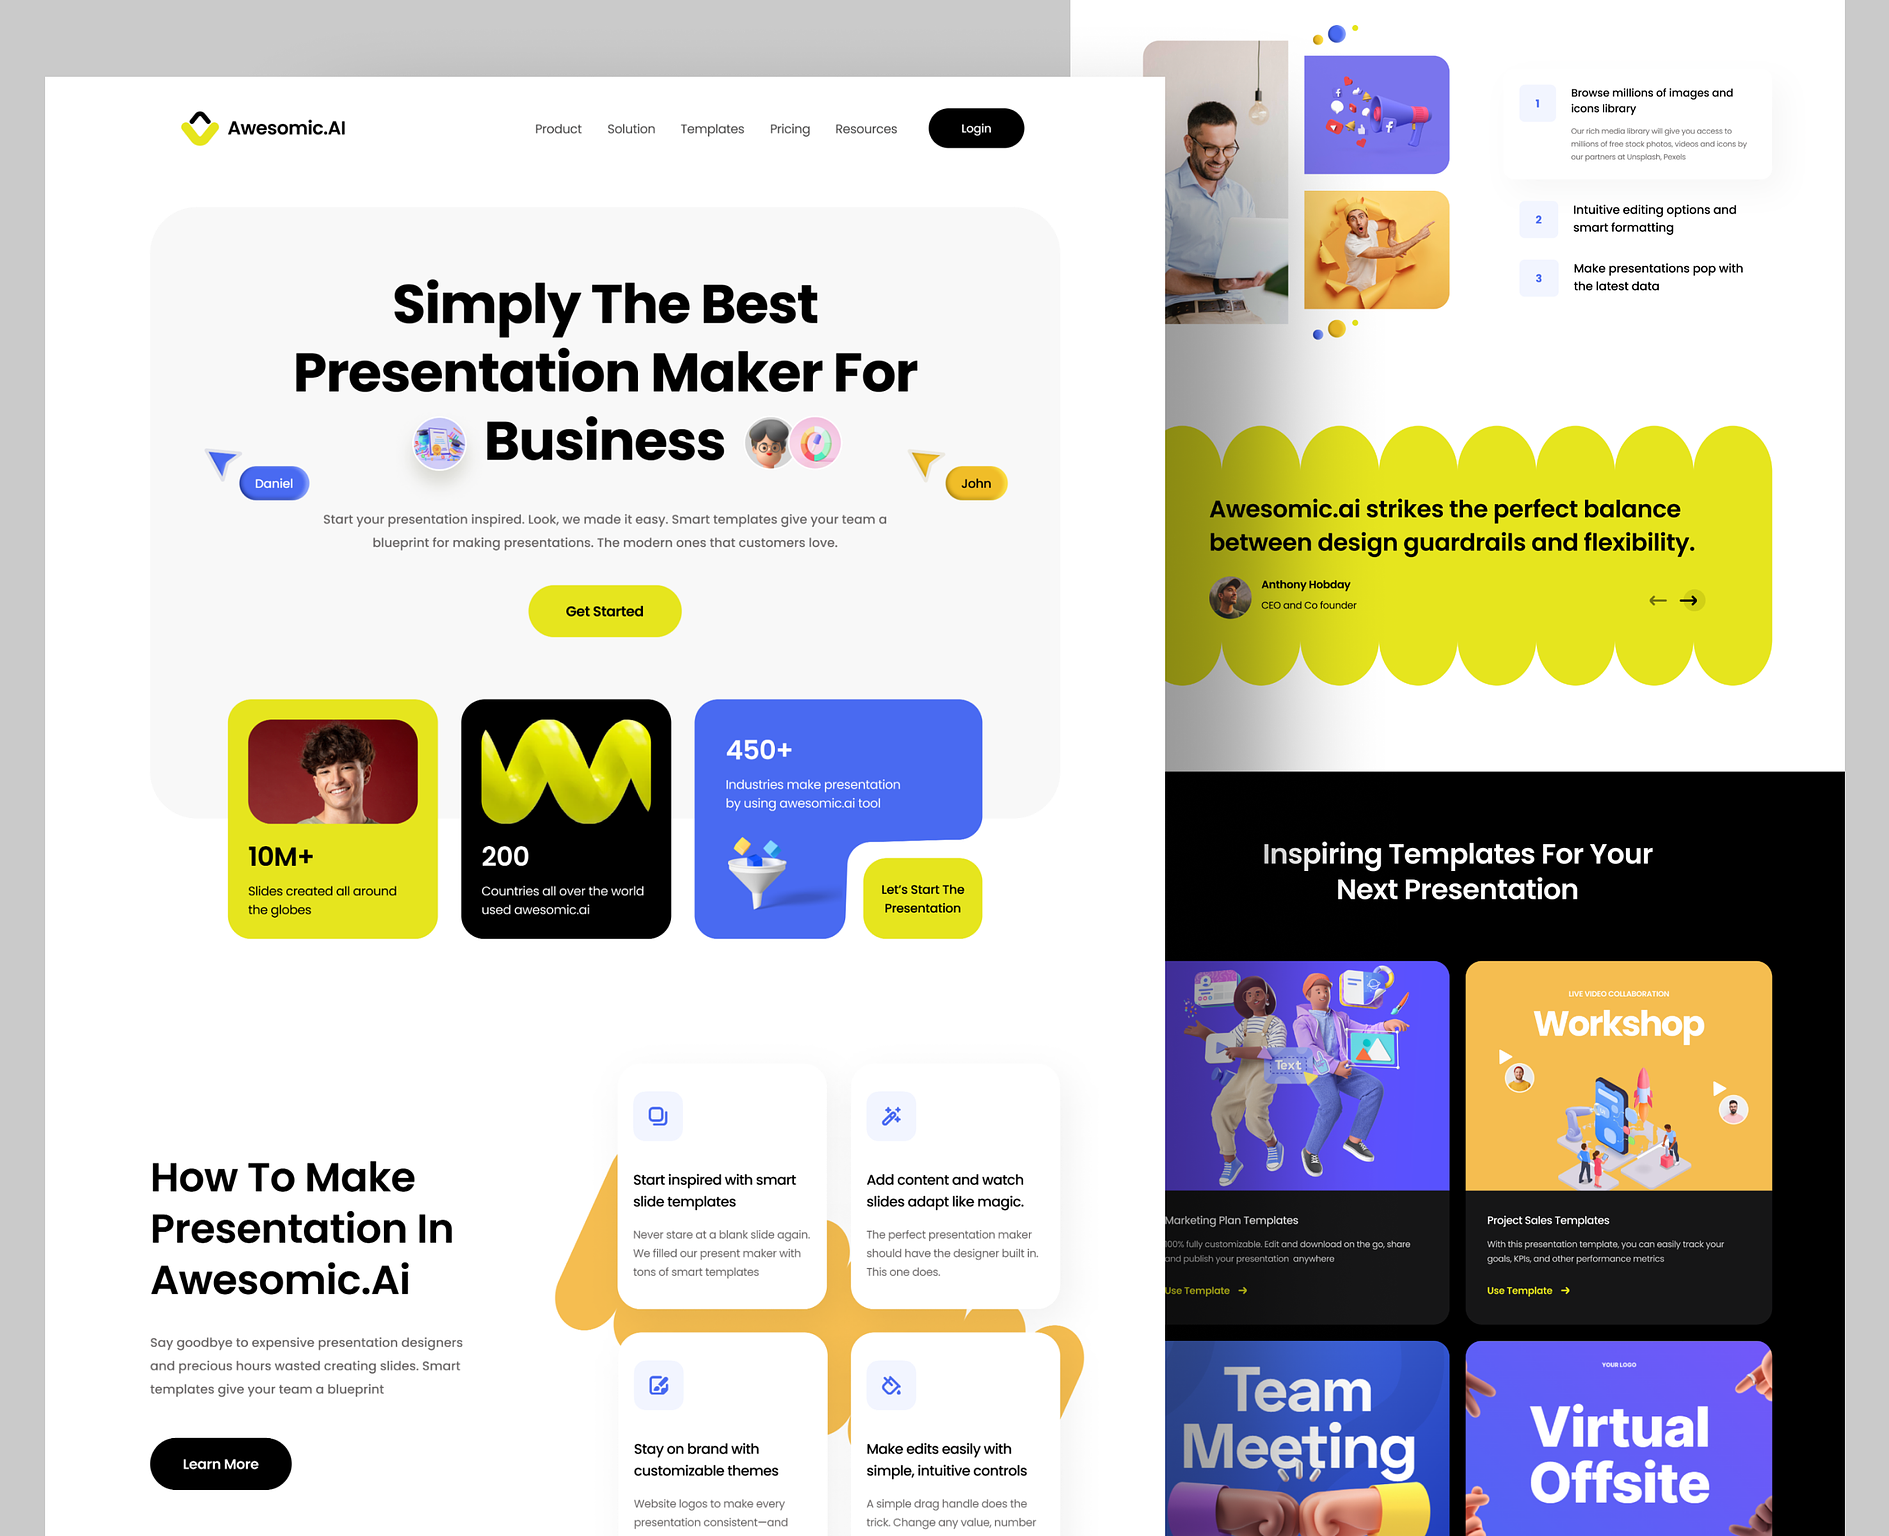 Awesomic.AI
Product
Solution
Templates
Pricing
Resources
Login
Simply The Best
Presentation Maker For
Business
Daniel
John
Start your presentation inspired. Look, we made it easy. Smart templates give your team a
blueprint for making presentations. The modern ones that customers love.
Get Started
10M+
Slides created all around
the globes
200
Countries all over the world
used awesomic.ai
450+
Industries make presentation
by using awesomic.ai tool
Let's Start The
Presentation
How To Make
Presentation In
Awesomic.Ai
Say goodbye to expensive presentation designers
and precious hours wasted creating slides. Smart
templates give your team a blueprint
Learn More
Start inspired with smart
slide templates
Never stare at a blank slide again.
We filled our present maker with
tons of smart templates
Add content and watch
slides adapt like magic.
The perfect presentation maker
should have the designer built in.
This one does.
Stay on brand with
customizable themes
Website logos to make every
presentation consistent—and
Make edits easily with
simple, intuitive controls
A simple drag handle does the
trick. Change any value, number
1
Browse millions of images and
icons library
Our rich media library will give you access to
millions of free stock photos, videos and icons by
our partners at Unsplash, Pexels
2
Intuitive editing options and
smart formatting
3
Make presentations pop with
the latest data
Awesomic.ai strikes the perfect balance
between design guardrails and flexibility.
Anthony Hobday
CEO and Co founder
Inspiring Templates For Your
Next Presentation
Text
Marketing Plan Templates
100% fully customizable. Edit and download on the go, share
and publish your presentation anywhere
Use Template
LIVE VIDEO COLLABORATION
Workshop
Project Sales Templates
With this presentation template, you can easily track your
goals, KPIs, and other performance metrics
Use Template
Team
Meeting
YOUR LOGO
Virtual
Offsite